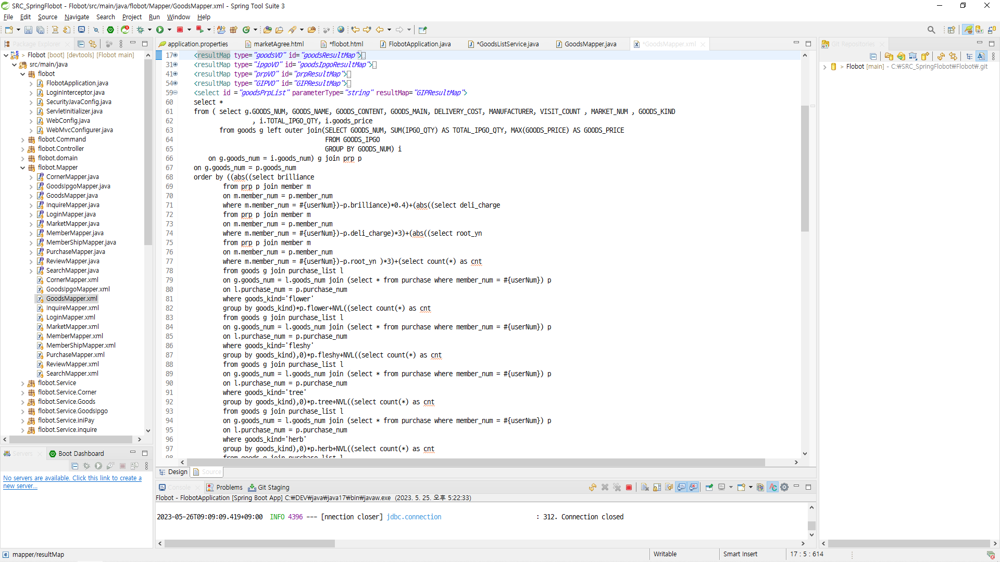 SRC_SpringFlobot - Flobot/src/main/java/flobot/Mapper/GoodsMapper.xml - Spring Tool Suite 3
File Edit Source Navigate Search Project Run Window Help
Package Explorer
application.properties
marketAgree.html
*flobot.html
FlobotApplication.java
*GoodsListService.java
GoodsMapper.java
*GoodsMapper.xml
Git Repositories
> Flobot [boot] [devtools] [Flobot main]
src/main/java
flobot
FlobotApplication.java
LoginInterceptor.java
SecurityJavaConfig.java
ServletInitializer.java
WebConfig.java
WebMvcConfigurer.java
flobot.Command
flobot.Controller
flobot.domain
flobot.Mapper
CornerMapper.java
GoodsIpgoMapper.java
GoodsMapper.java
InquireMapper.java
LoginMapper.java
MarketMapper.java
MemberMapper.java
MemberShipMapper.java
PurchaseMapper.java
ReviewMapper.java
SearchMapper.java
CornerMapper.xml
GoodsIpgoMapper.xml
GoodsMapper.xml
InquireMapper.xml
LoginMapper.xml
MarketMapper.xml
MemberMapper.xml
MemberShipMapper.xml
PurchaseMapper.xml
ReviewMapper.xml
SearchMapper.xml
flobot.Service
flobot.Service.Corner
flobot.Service.Goods
flobot.Service.GoodsIpgo
flobot.Service.iniPay
flobot.Service.inquire
17 <resultMap type="goodsVO" id="goodsResultMap">
31 <resultMap type="ipgoVO" id="goodsIpgoResultMap">
41 <resultMap type="prpVO" id="prpResultMap">
54 <resultMap type="GIPVO" id="GIPResultMap">
59 <select id ="goodsPrpList" parameterType="string" resultMap="GIPResultMap">
60 select *
61 from ( select g.GOODS_NUM, GOODS_NAME, GOODS_CONTENT, GOODS_MAIN, DELIVERY_COST, MANUFACTURER, VISIT_COUNT , MARKET_NUM , GOODS_KIND
62 , i.TOTAL_IPGO_QTY, i.goods_price
63 from goods g left outer join(SELECT GOODS_NUM, SUM(IPGO_QTY) AS TOTAL_IPGO_QTY, MAX(GOODS_PRICE) AS GOODS_PRICE
64 FROM GOODS_IPGO
65 GROUP BY GOODS_NUM) i
66 on g.goods_num = i.goods_num) g join prp p
67 on g.goods_num = p.goods_num
68 order by ((abs((select brilliance
69 from prp p join member m
70 on m.member_num = p.member_num
71 where m.member_num = #{userNum})-p.brilliance)*0.4)+(abs((select deli_charge
72 from prp p join member m
73 on m.member_num = p.member_num
74 where m.member_num = #{userNum})-p.deli_charge)*3)+(abs((select root_yn
75 from prp p join member m
76 on m.member_num = p.member_num
77 where m.member_num = #{userNum})-p.root_yn )*3)+(select count(*) as cnt
78 from goods g join purchase_list l
79 on g.goods_num = l.goods_num join (select * from purchase where member_num = #{userNum}) p
80 on l.purchase_num = p.purchase_num
81 where goods_kind='flower'
82 group by goods_kind)*p.flower+NVL((select count(*) as cnt
83 from goods g join purchase_list l
84 on g.goods_num = l.goods_num join (select * from purchase where member_num = #{userNum}) p
85 on l.purchase_num = p.purchase_num
86 where goods_kind='fleshy'
87 group by goods_kind),0)*p.fleshy+NVL((select count(*) as cnt
88 from goods g join purchase_list l
89 on g.goods_num = l.goods_num join (select * from purchase where member_num = #{userNum}) p
90 on l.purchase_num = p.purchase_num
91 where goods_kind='tree'
92 group by goods_kind),0)*p.tree+NVL((select count(*) as cnt
93 from goods g join purchase_list l
94 on g.goods_num = l.goods_num join (select * from purchase where member_num = #{userNum}) p
95 on l.purchase_num = p.purchase_num
96 where goods_kind='herb'
97 group by goods_kind),0)*p.herb+NVL((select count(*) as cnt
98 from goods g join purchase_list l
Design Source
> Flobot [main] - C:₩SRC_SpringFlobot₩Flobot₩.git
Servers
Boot Dashboard
No servers are available. Click this link to create a
new server...
Console
Problems
Git Staging
Flobot - FlobotApplication [Spring Boot App] C:₩DEV₩java₩java17₩bin₩javaw.exe (2023. 5. 25. 오후 5:22:33)
2023-05-26T09:09:09.419+09:00 INFO 4396 --- [nnection closer] jdbc.connection : 312. Connection closed
mapper/resultMap
Writable
Smart Insert
17 : 5 : 614